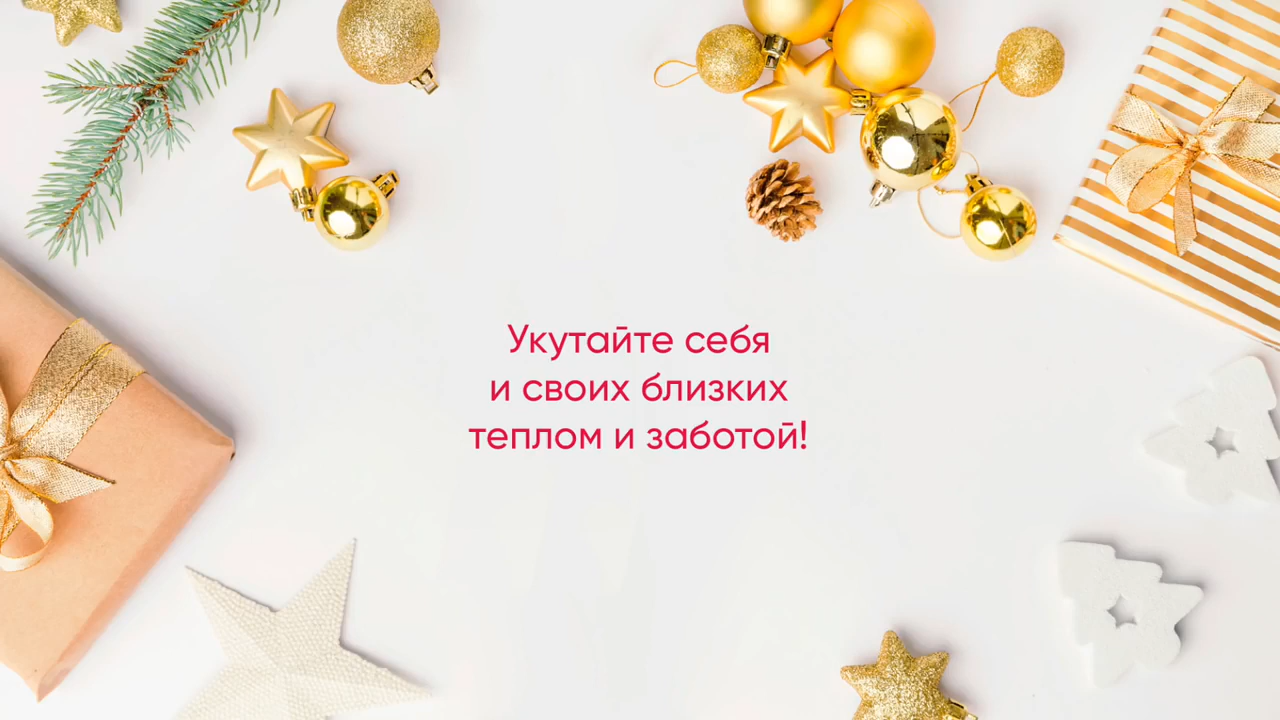 Укутайте себя
и своих близких
теплом и заботой!